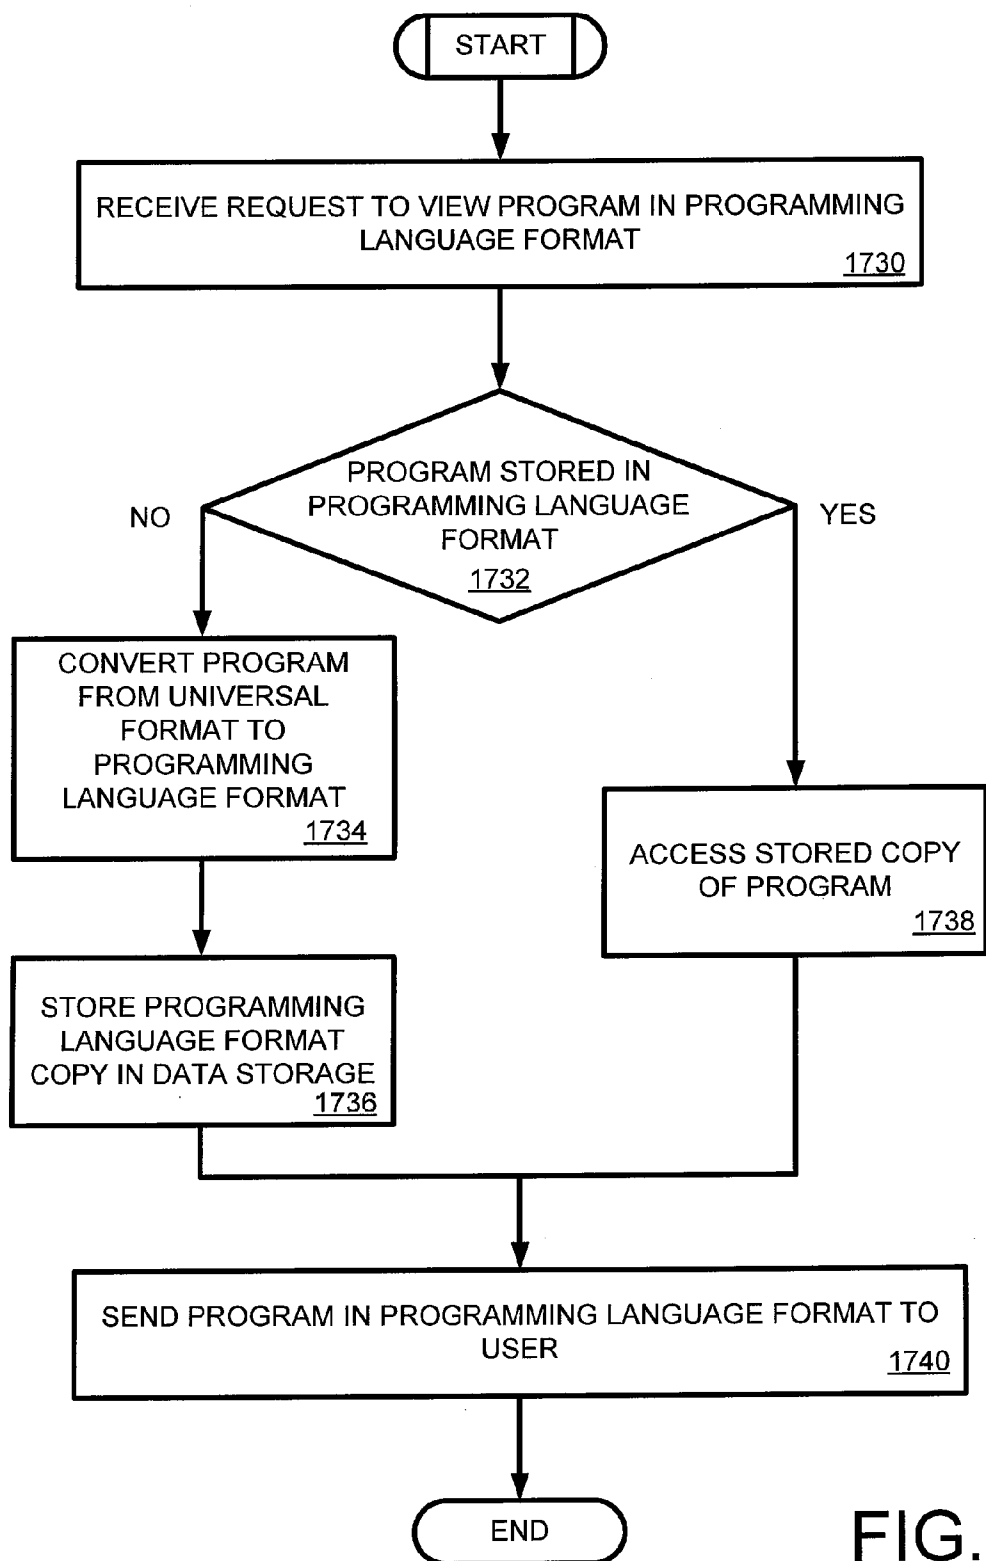 START
RECEIVE REQUEST TO VIEW PROGRAM IN PROGRAMMING
LANGUAGE FORMAT
1730
PROGRAM STORED IN
PROGRAMMING LANGUAGE
FORMAT
1732
NO
YES
CONVERT PROGRAM
FROM UNIVERSAL
FORMAT TO
PROGRAMMING
LANGUAGE FORMAT
1734
ACCESS STORED COPY
OF PROGRAM
1738
STORE PROGRAMMING
LANGUAGE FORMAT
COPY IN DATA STORAGE
1736
SEND PROGRAM IN PROGRAMMING LANGUAGE FORMAT TO
USER
1740
END
FIG.